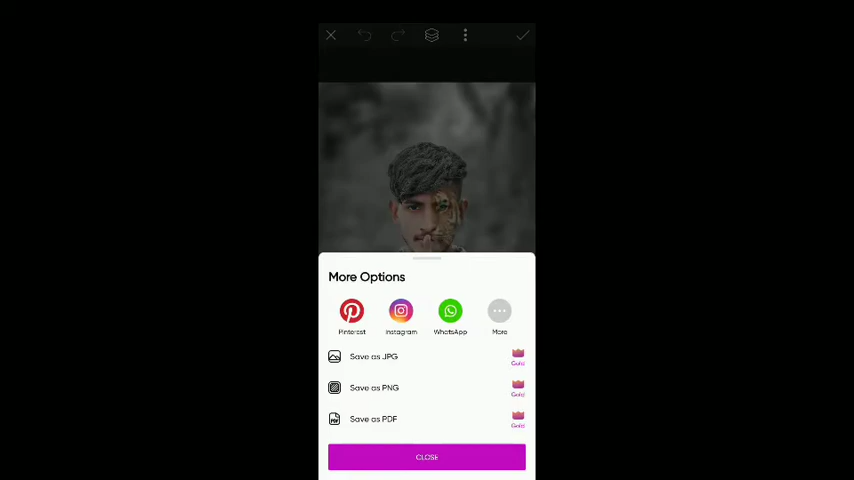 More Options
Pinterest Instagram WhatsApp More
Save as JPG Gold
Save as PNG Gold
Save as PDF Gold
CLOSE